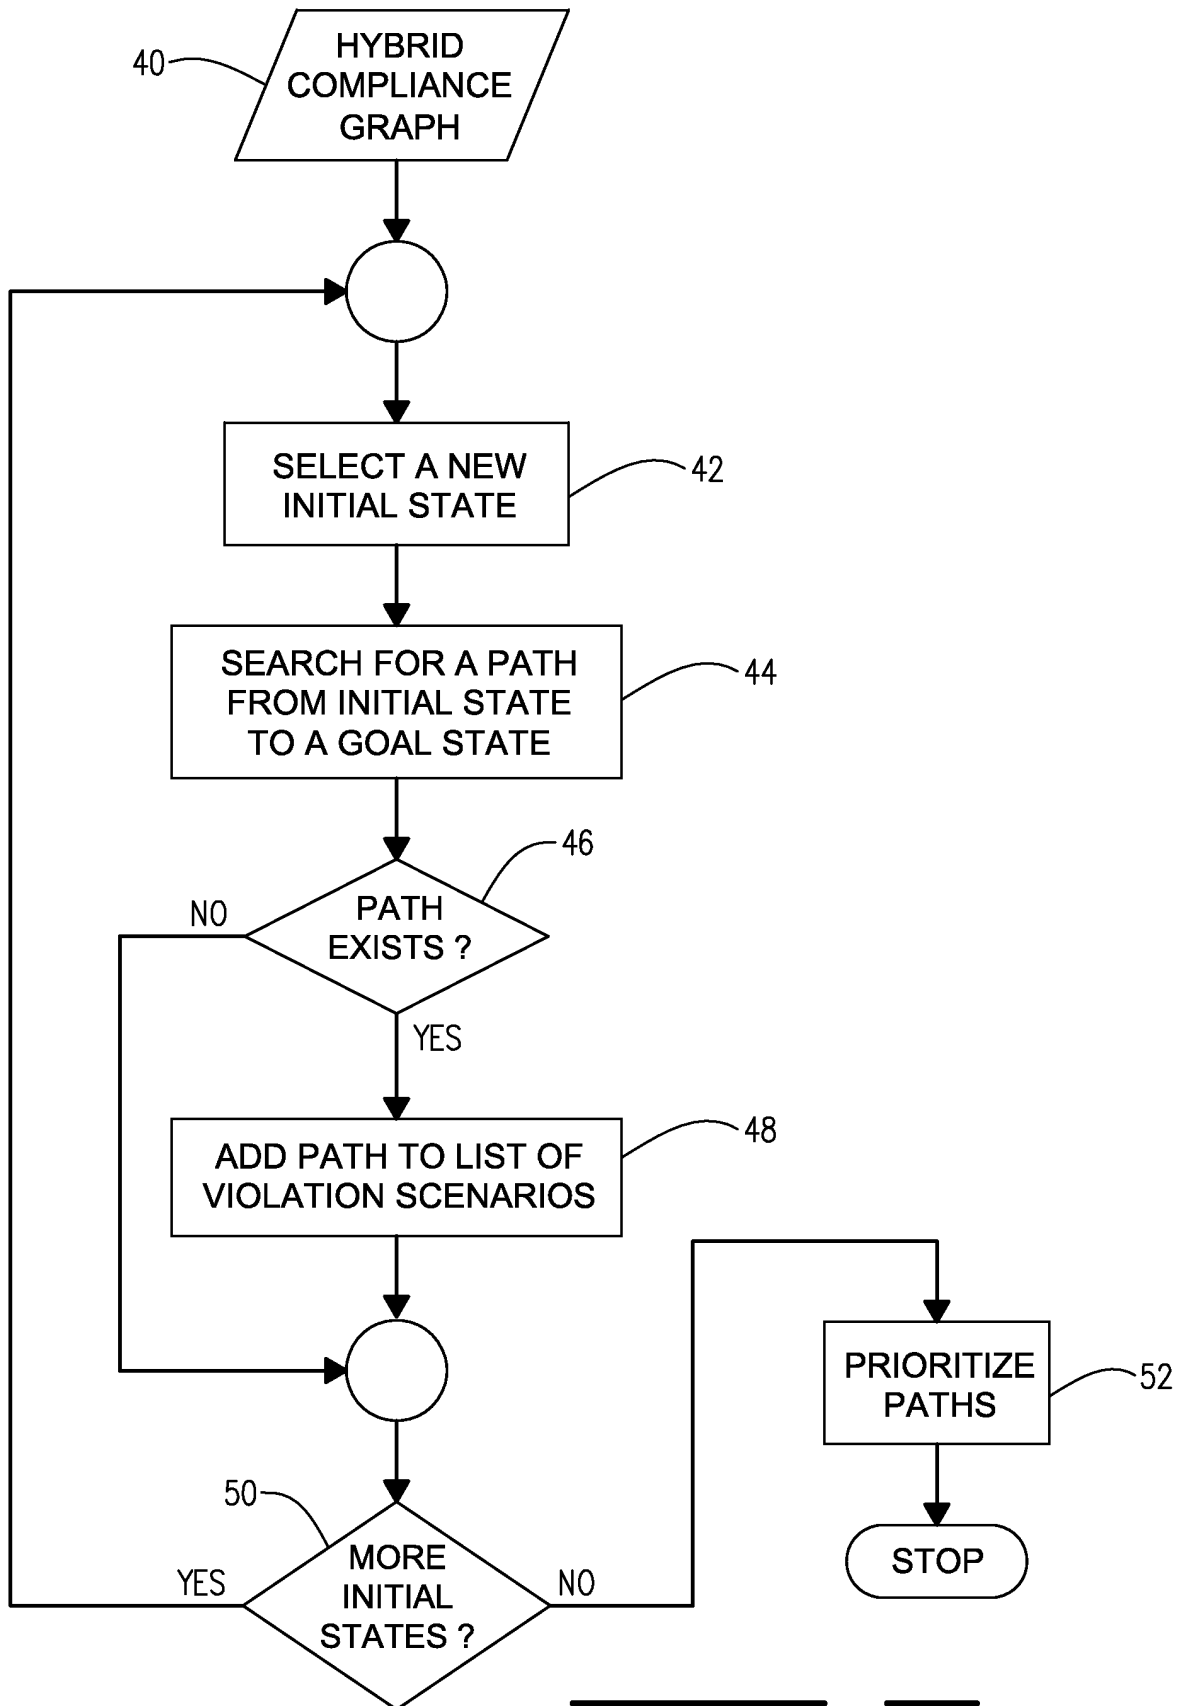 HYBRID
COMPLIANCE
GRAPH
40
SELECT A NEW
INITIAL STATE
42
SEARCH FOR A PATH
FROM INITIAL STATE
TO A GOAL STATE
44
PATH
EXISTS ?
46
NO
YES
ADD PATH TO LIST OF
VIOLATION SCENARIOS
48
50
MORE
INITIAL
STATES ?
YES
NO
PRIORITIZE
PATHS
52
STOP